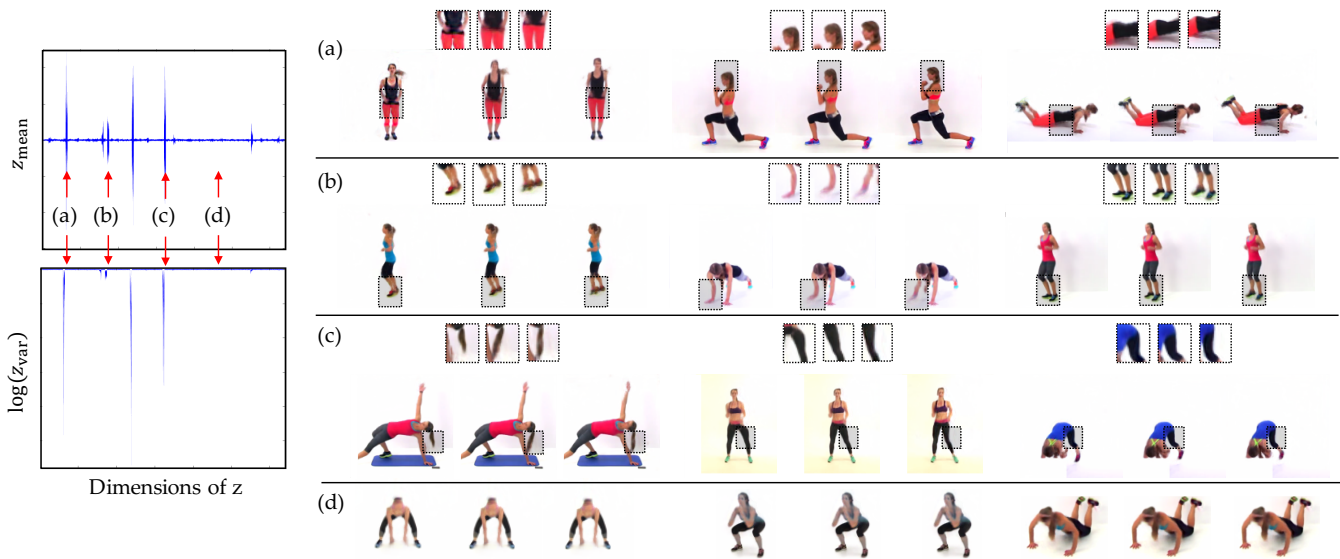 z_mean
(a) (b) (c) (d)
log(z_var)
Dimensions of z
(a)
(b)
(c)
(d)